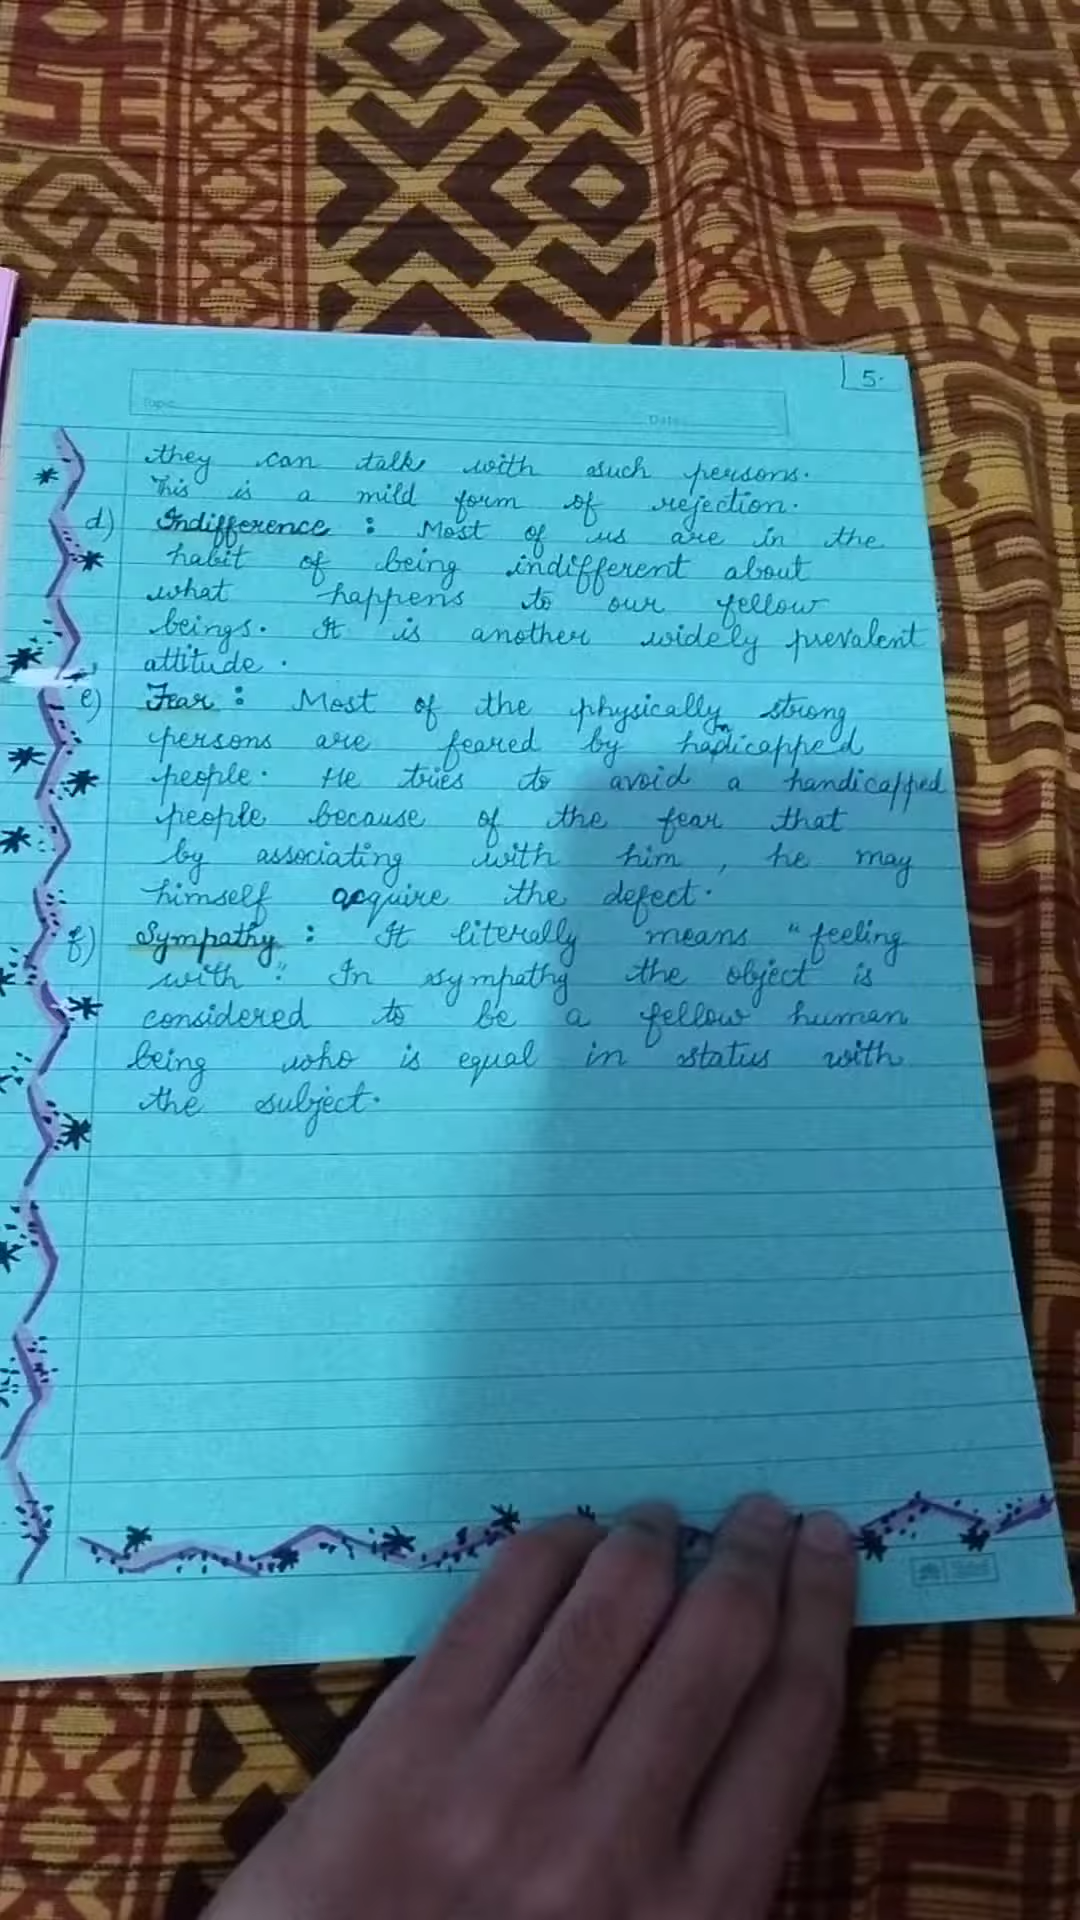 5.
Topic
Date
they can talk with such persons.
This is a mild form of rejection.
d) Indifference : Most of us are in the
habit of being indifferent about
what happens to our fellow
beings. It is another widely prevalent
attitude.
e) Fear : Most of the physically strong
persons are feared by handicapped
people. He tries to avoid a handicapped
people because of the fear that
by associating with him, he may
himself acquire the defect.
f) Sympathy : It literally means "feeling
with" In sympathy the object is
considered to be a fellow human
being who is equal in status with
the subject.